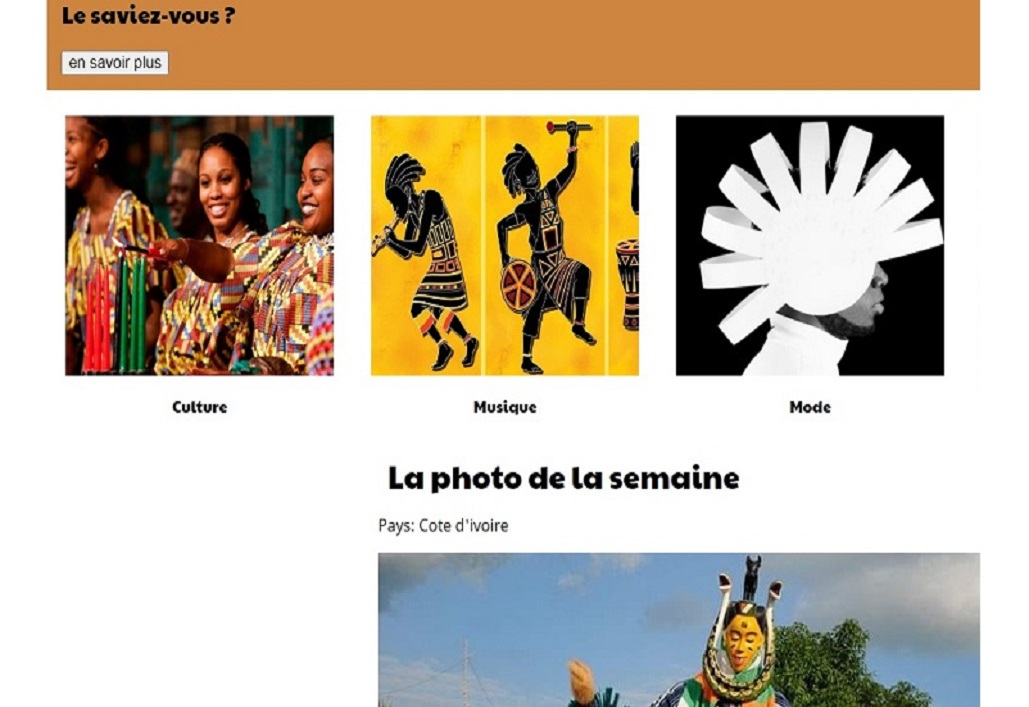 Le saviez-vous ?
en savoir plus
Culture
Musique
Mode
La photo de la semaine
Pays: Cote d'ivoire